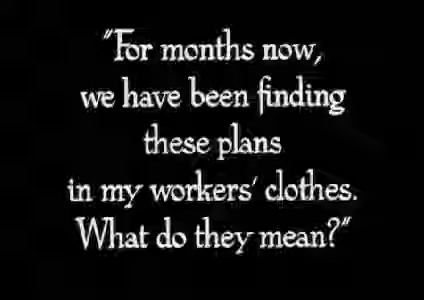 "For months now,
we have been finding
these plans
in my workers' clothes.
What do they mean?"